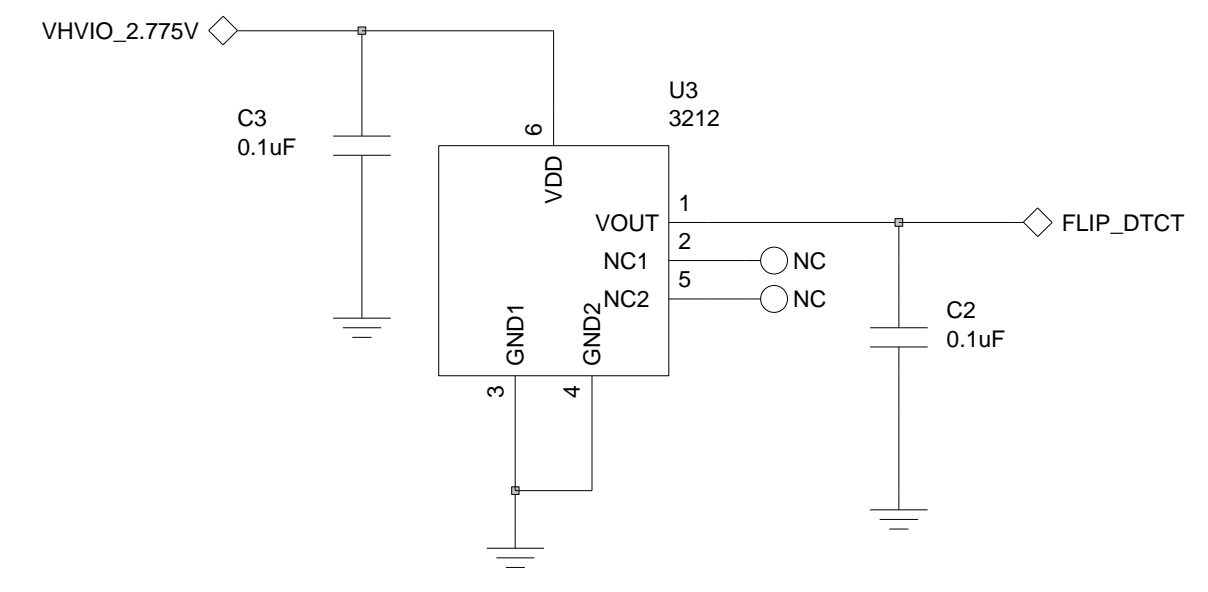 VHVIO_2.775V
C3
0.1uF
U3
3212
6
VDD
VOUT
1
FLIP_DTCT
NC1
2
NC
NC2
5
NC
GND1
GND2
3
4
C2
0.1uF